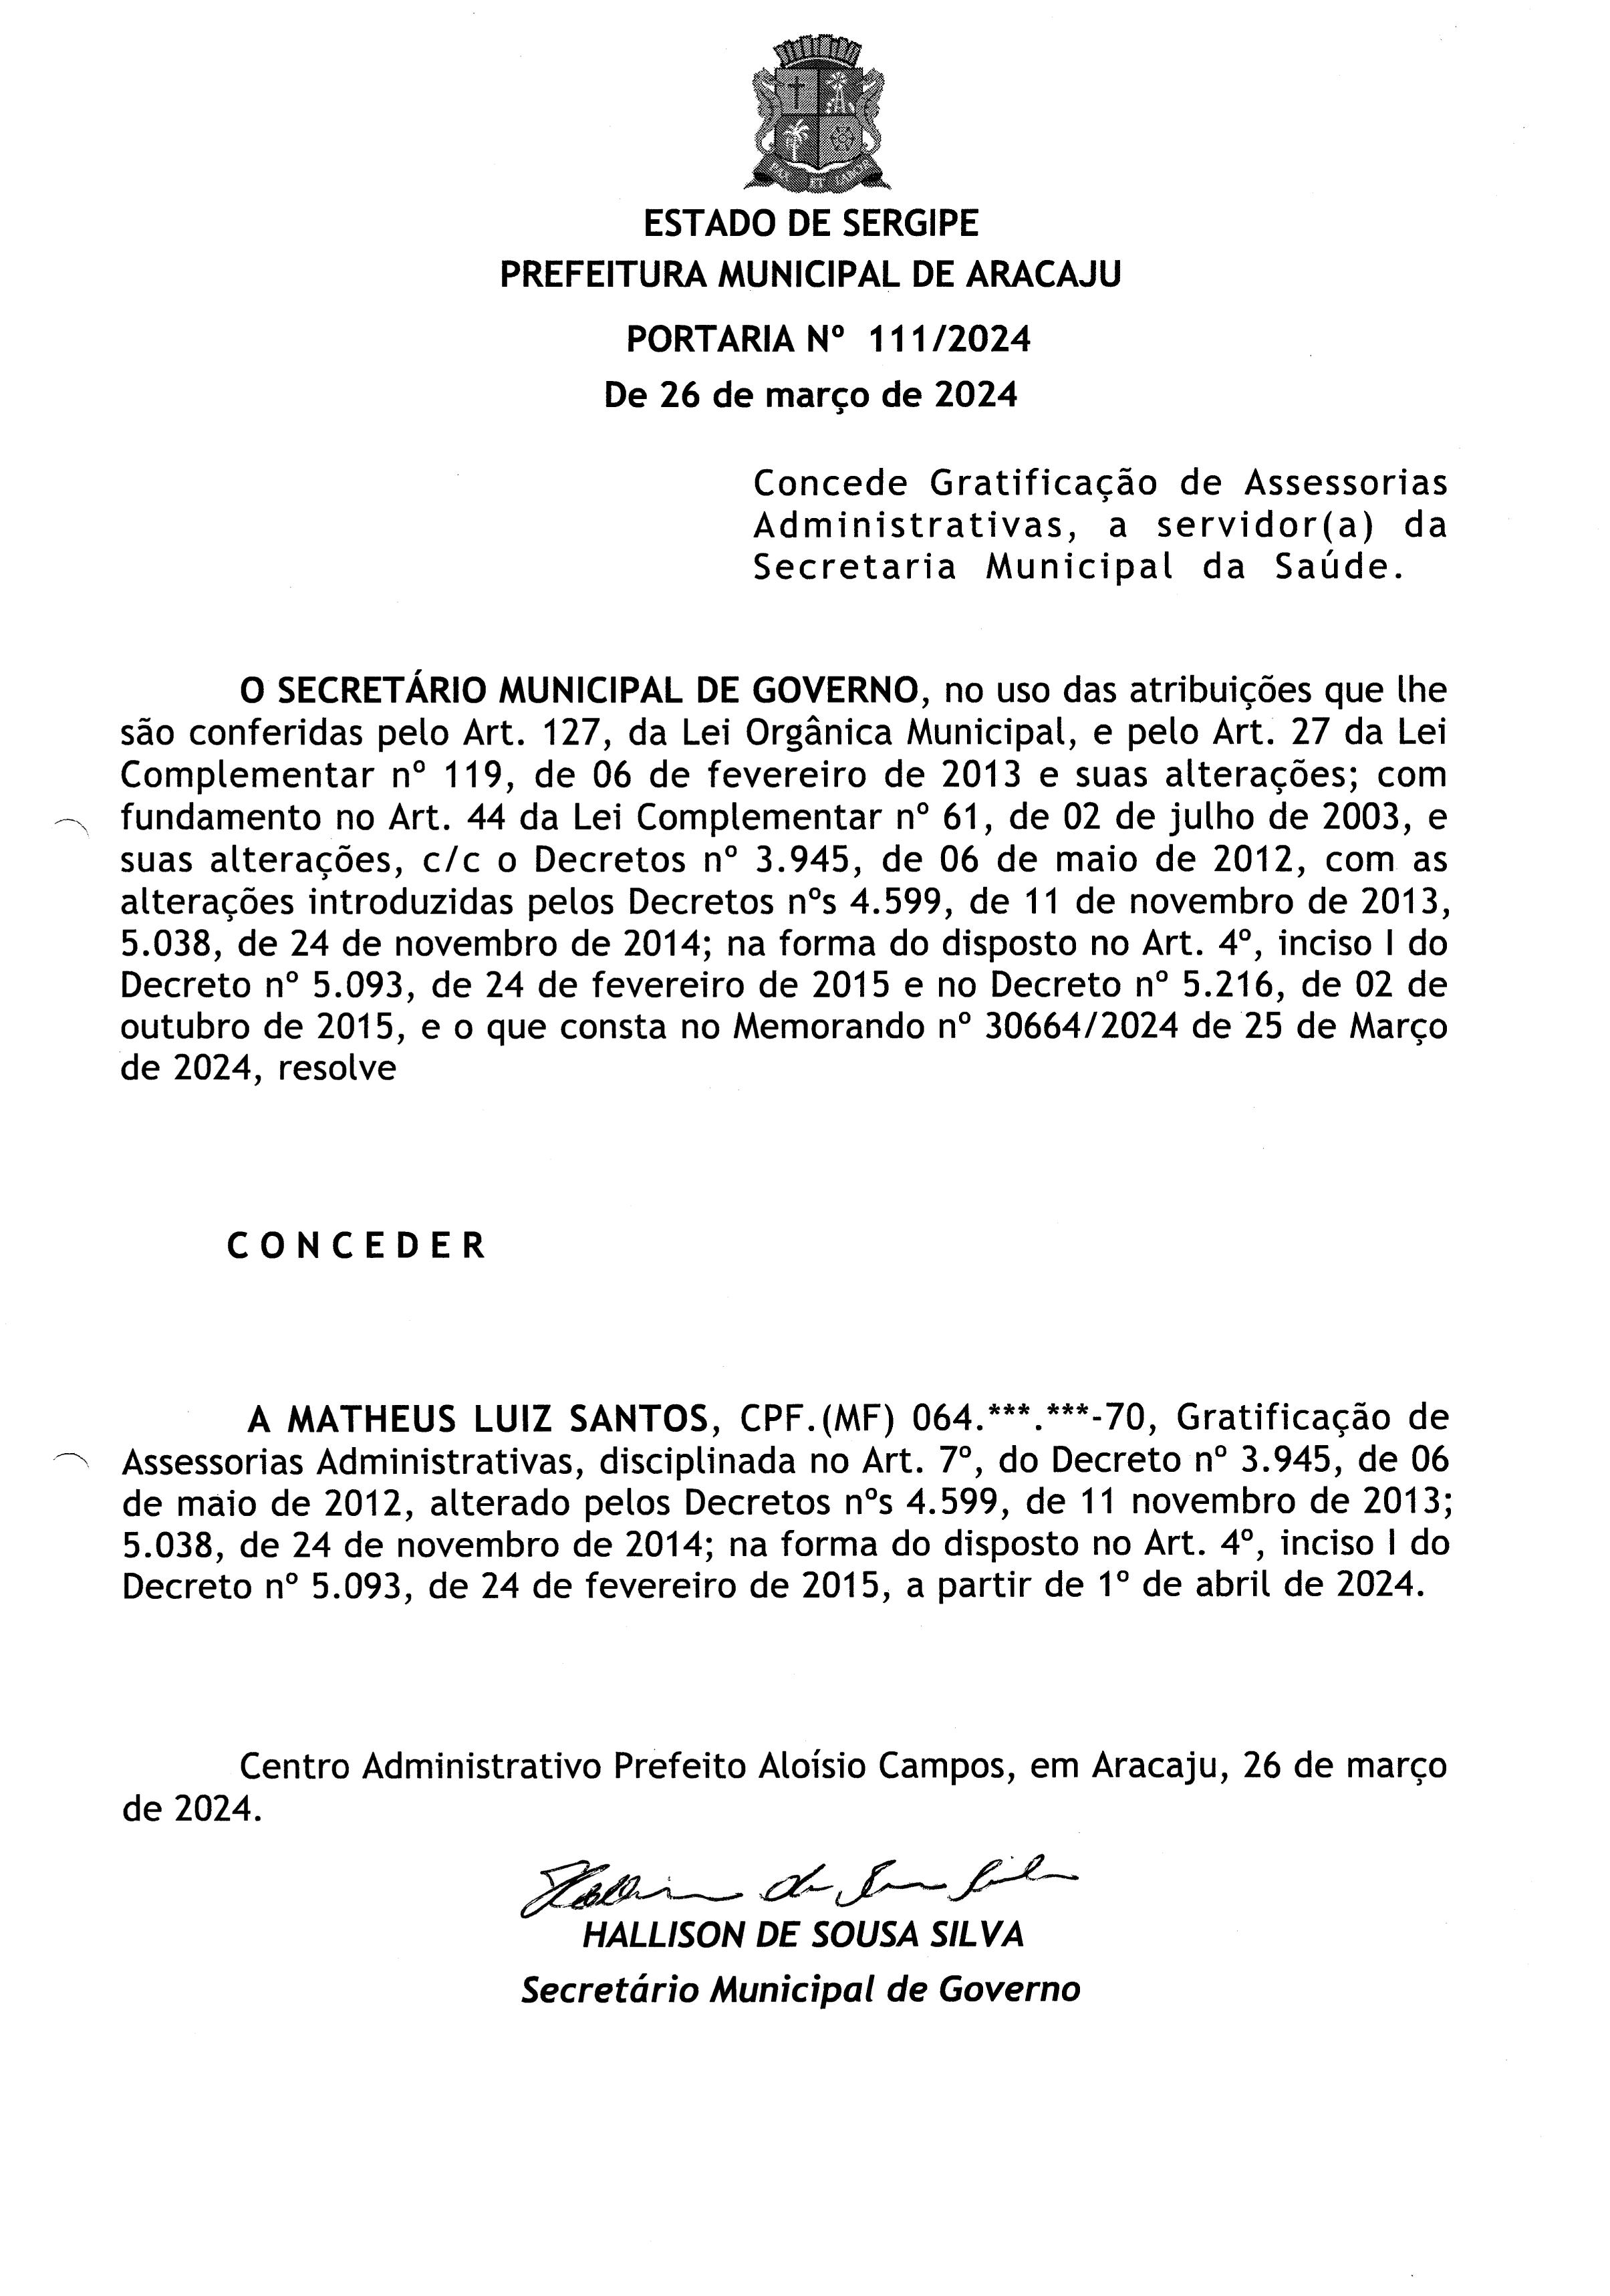 PAX ET LABOR
ESTADO DE SERGIPE
PREFEITURA MUNICIPAL DE ARACAJU
PORTARIA Nº 111/2024
De 26 de março de 2024
Concede Gratificação de Assessorias
Administrativas, a servidor(a) da
Secretaria Municipal da Saúde.
O SECRETÁRIO MUNICIPAL DE GOVERNO, no uso das atribuições que lhe
são conferidas pelo Art. 127, da Lei Orgânica Municipal, e pelo Art. 27 da Lei
Complementar nº 119, de 06 de fevereiro de 2013 e suas alterações; com
fundamento no Art. 44 da Lei Complementar nº 61, de 02 de julho de 2003, e
suas alterações, c/c o Decretos nº 3.945, de 06 de maio de 2012, com as
alterações introduzidas pelos Decretos nºs 4.599, de 11 de novembro de 2013,
5.038, de 24 de novembro de 2014; na forma do disposto no Art. 4º, inciso I do
Decreto nº 5.093, de 24 de fevereiro de 2015 e no Decreto nº 5.216, de 02 de
outubro de 2015, e o que consta no Memorando nº 30664/2024 de 25 de Março
de 2024, resolve
C O N C E D E R
A MATHEUS LUIZ SANTOS, CPF.(MF) 064.***.***-70, Gratificação de
Assessorias Administrativas, disciplinada no Art. 7º, do Decreto nº 3.945, de 06
de maio de 2012, alterado pelos Decretos nºs 4.599, de 11 novembro de 2013;
5.038, de 24 de novembro de 2014; na forma do disposto no Art. 4º, inciso I do
Decreto nº 5.093, de 24 de fevereiro de 2015, a partir de 1º de abril de 2024.
Centro Administrativo Prefeito Aloísio Campos, em Aracaju, 26 de março
de 2024.
Hallison de Sousa Silva
HALLISON DE SOUSA SILVA
Secretário Municipal de Governo